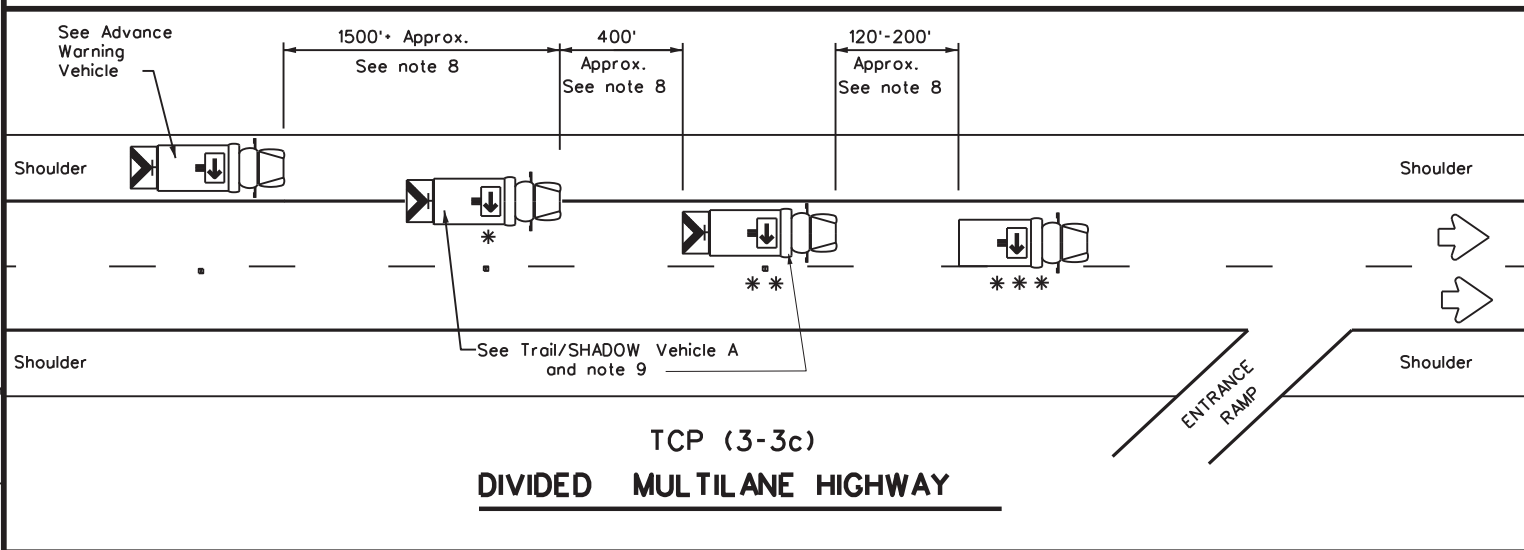 See Advance
Warning
Vehicle
1500'+ Approx.
See note 8
400'
Approx.
See note 8
120'-200'
Approx.
See note 8
Shoulder
Shoulder
*
* *
* * *
See Trail/SHADOW Vehicle A
and note 9
Shoulder
Shoulder
ENTRANCE
RAMP
TCP (3-3c)
DIVIDED MULTILANE HIGHWAY